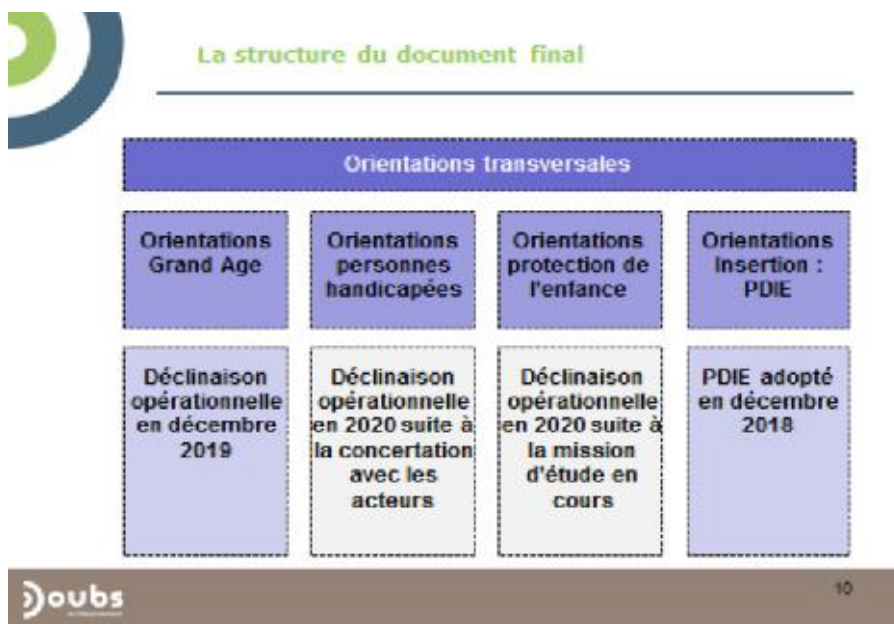 La structure du document final
Orientations transversales
Orientations
Grand Age
Orientations
personnes
handicapées
Orientations
protection de
l'enfance
Orientations
Insertion :
PDIE
Déclinaison
opérationnelle
en décembre
2019
Déclinaison
opérationnelle
en 2020 suite à
la concertation
avec les
acteurs
Déclinaison
opérationnelle
en 2020 suite à
la mission
d'étude en
cours
PDIE adopté
en décembre
2018
Doubs
10